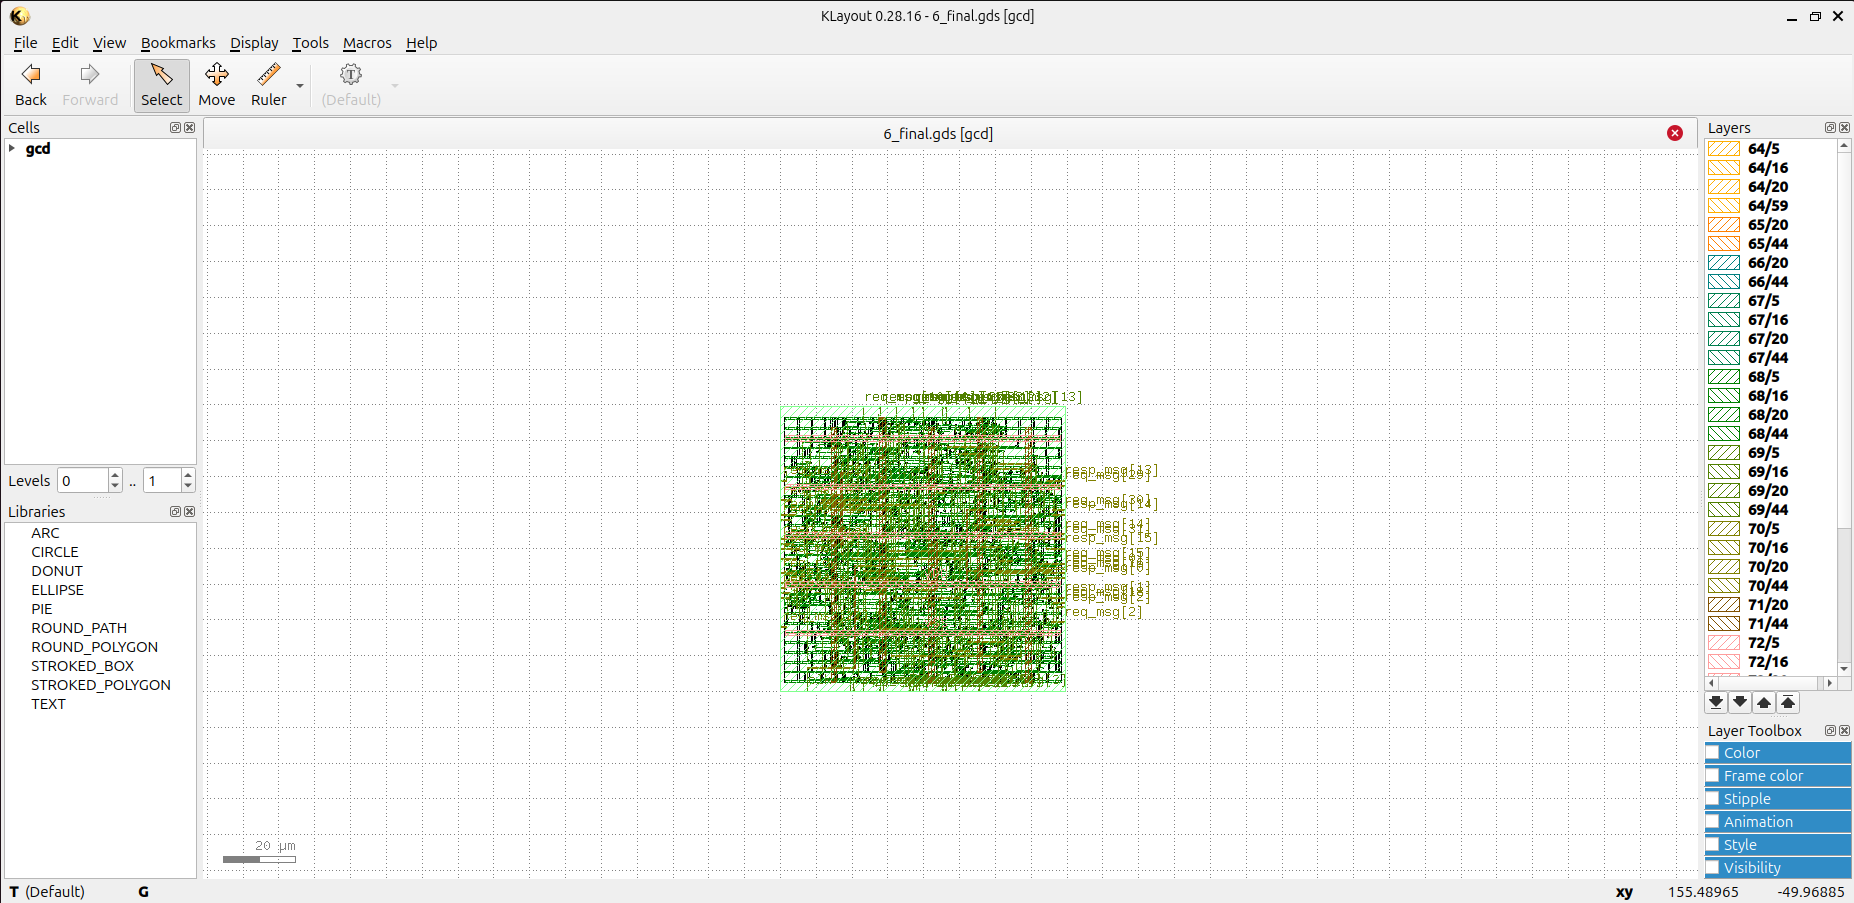 KLayout 0.28.16 - 6_final.gds [gcd]
File Edit View Bookmarks Display Tools Macros Help
Back Forward Select Move Ruler (Default)
Cells
gcd
Levels 0 .. 1
Libraries
ARC
CIRCLE
DONUT
ELLIPSE
PIE
ROUND_PATH
ROUND_POLYGON
STROKED_BOX
STROKED_POLYGON
TEXT
6_final.gds [gcd]
resp_msg[13]
req_msg[29]
req_msg[30]
resp_msg[14]
req_msg[14]
req_msg[31]
resp_msg[15]
req_msg[15]
resp_msg[0]
resp_msg[1]
resp_msg[2]
req_msg[2]
20 µm
Layers
64/5
64/16
64/20
64/59
65/20
65/44
66/20
66/44
67/5
67/16
67/20
67/44
68/5
68/16
68/20
68/44
69/5
69/16
69/20
69/44
70/5
70/16
70/20
70/44
71/20
71/44
72/5
72/16
Layer Toolbox
Color
Frame color
Stipple
Animation
Style
Visibility
T (Default) G xy 155.48965 -49.96885